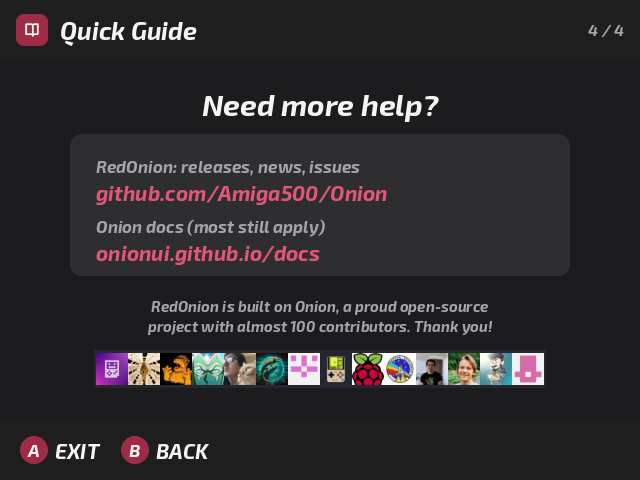 Quick Guide
4 / 4
Need more help?
RedOnion: releases, news, issues
github.com/Amiga500/Onion
Onion docs (most still apply)
onionui.github.io/docs
RedOnion is built on Onion, a proud open-source
project with almost 100 contributors. Thank you!
A EXIT B BACK